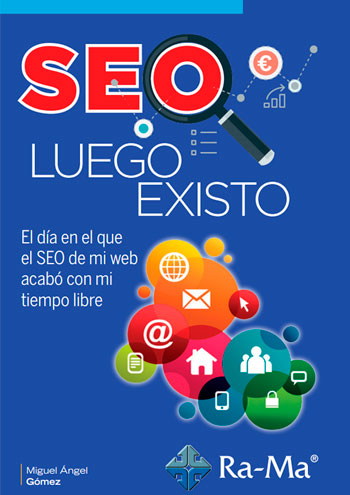 SEO
LUEGO
EXISTO
El día en el que
el SEO de mi web
acabó con mi
tiempo libre
Miguel Ángel
Gómez
Ra-Ma®